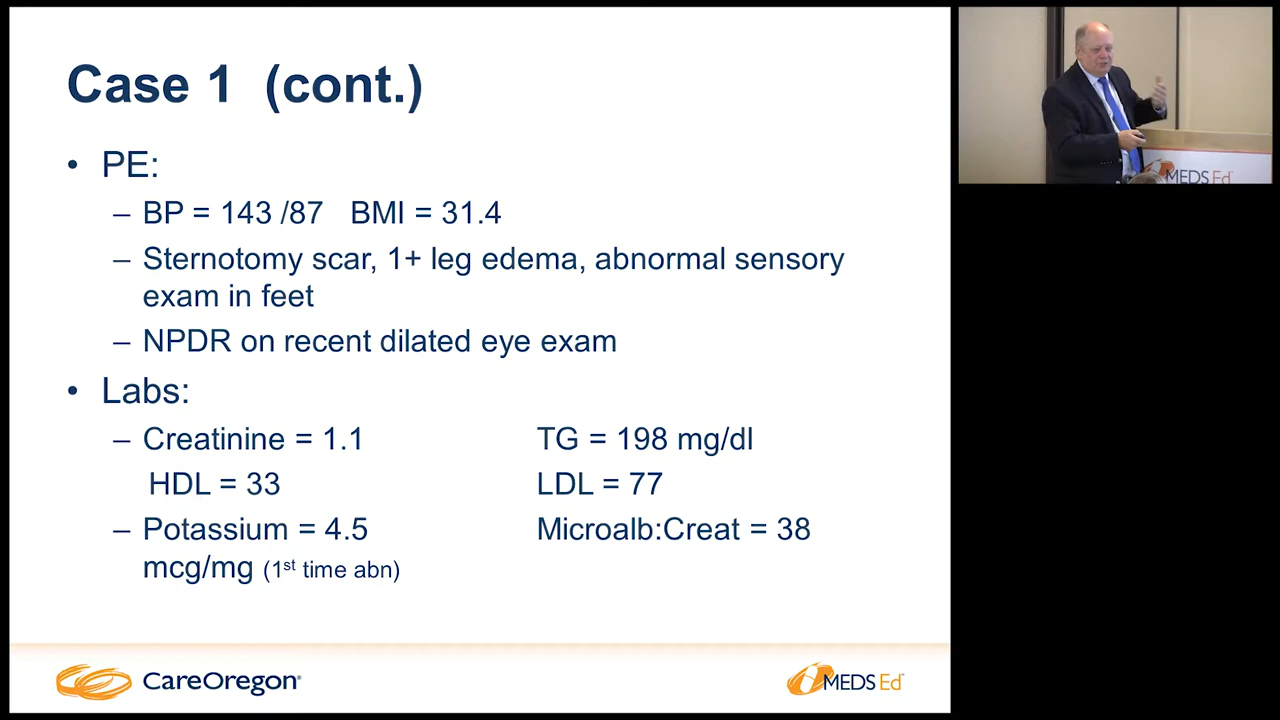 Case 1 (cont.)
• PE:
– BP = 143 /87 BMI = 31.4
– Sternotomy scar, 1+ leg edema, abnormal sensory
exam in feet
– NPDR on recent dilated eye exam
• Labs:
– Creatinine = 1.1 TG = 198 mg/dl
HDL = 33 LDL = 77
– Potassium = 4.5 Microalb:Creat = 38
mcg/mg (1st time abn)
CareOregon®
MEDS Ed
MEDS Ed